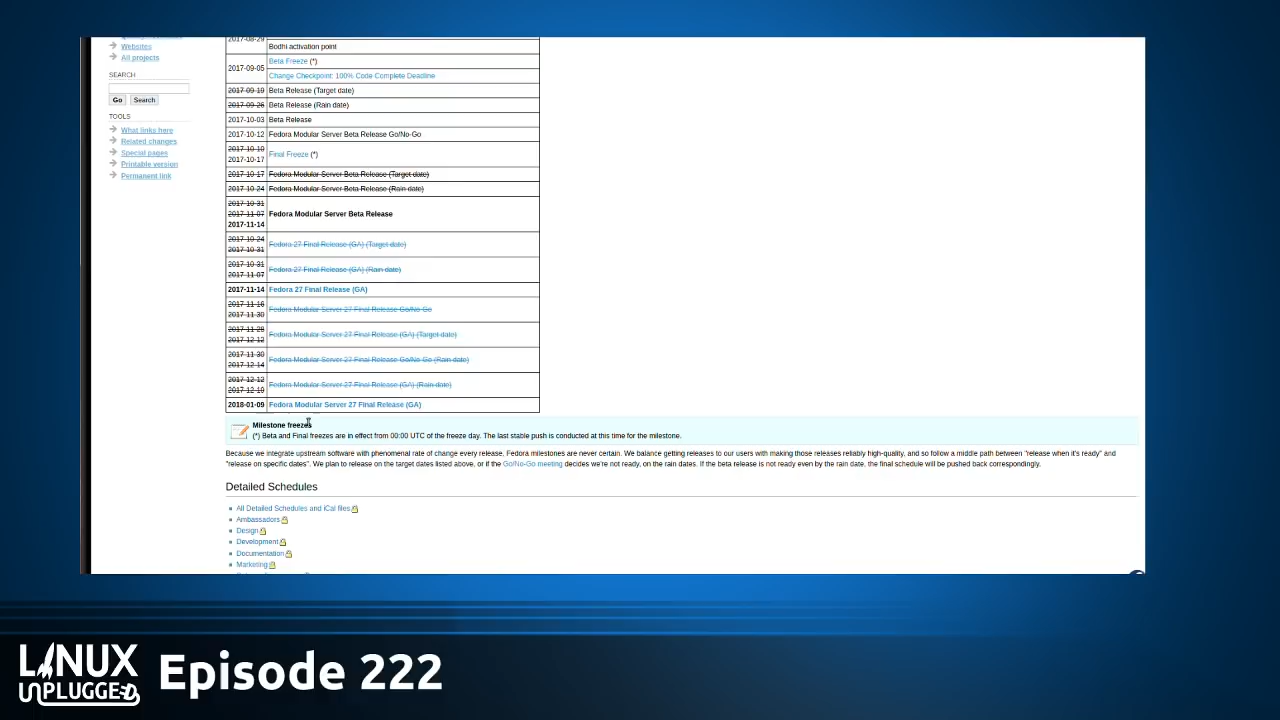 Websites
All projects
SEARCH
Go Search
TOOLS
What links here
Related changes
Special pages
Printable version
Permanent link
2017-08-29
Bodhi activation point
2017-09-05
Beta Freeze (*)
Change Checkpoint: 100% Code Complete Deadline
2017-09-19 Beta Release (Target date)
2017-09-26 Beta Release (Rain date)
2017-10-03 Beta Release
2017-10-12 Fedora Modular Server Beta Release Go/No-Go
2017-10-10
2017-10-17
Final Freeze (*)
2017-10-17 Fedora Modular Server Beta Release (Target date)
2017-10-24 Fedora Modular Server Beta Release (Rain date)
2017-10-31
2017-11-07
2017-11-14
Fedora Modular Server Beta Release
2017-10-24
2017-10-31
Fedora 27 Final Release (GA) (Target date)
2017-10-31
2017-11-07
Fedora 27 Final Release (GA) (Rain date)
2017-11-14 Fedora 27 Final Release (GA)
2017-11-16
2017-11-30
Fedora Modular Server 27 Final Release Go/No-Go
2017-11-28
2017-12-12
Fedora Modular Server 27 Final Release (GA) (Target date)
2017-11-30
2017-12-14
Fedora Modular Server 27 Final Release Go/No-Go (Rain date)
2017-12-12
2017-12-19
Fedora Modular Server 27 Final Release (GA) (Rain date)
2018-01-09 Fedora Modular Server 27 Final Release (GA)
Milestone freezes
(*) Beta and Final freezes are in effect from 00:00 UTC of the freeze day. The last stable push is conducted at this time for the milestone.
Because we integrate upstream software with phenomenal rate of change every release, Fedora milestones are never certain. We balance getting releases to our users with making those releases reliably high-quality, and so follow a middle path between "release when it's ready" and
"release on specific dates". We plan to release on the target dates listed above, or if the Go/No-Go meeting decides we're not ready, on the rain dates. If the beta release is not ready even by the rain date, the final schedule will be pushed back correspondingly.
Detailed Schedules
All Detailed Schedules and iCal files
Ambassadors
Design
Development
Documentation
Marketing
LINUX
UNPLUGGED
Episode 222